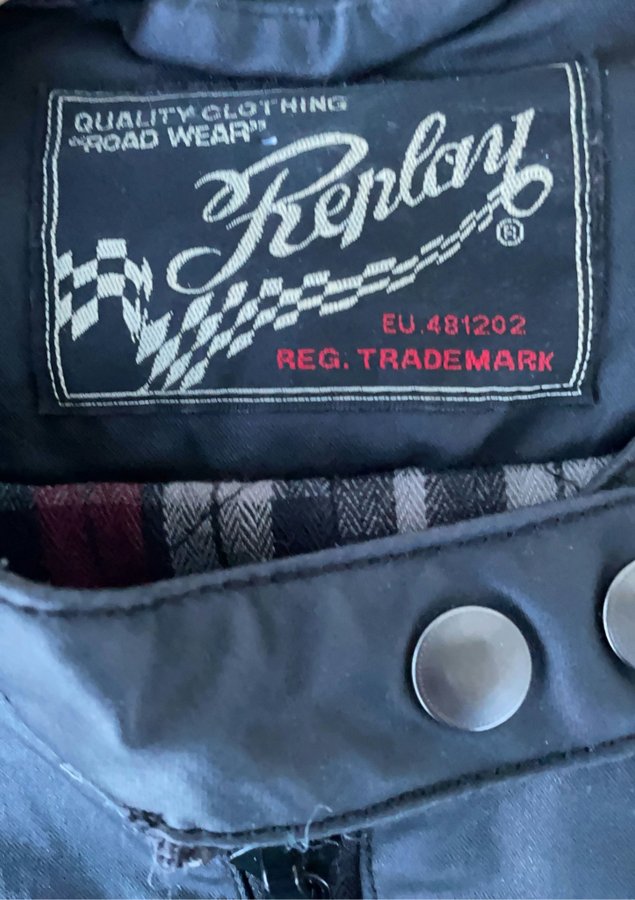 QUALITY CLOTHING
"ROAD WEAR"
Replay
®
EU.481202
REG. TRADEMARK